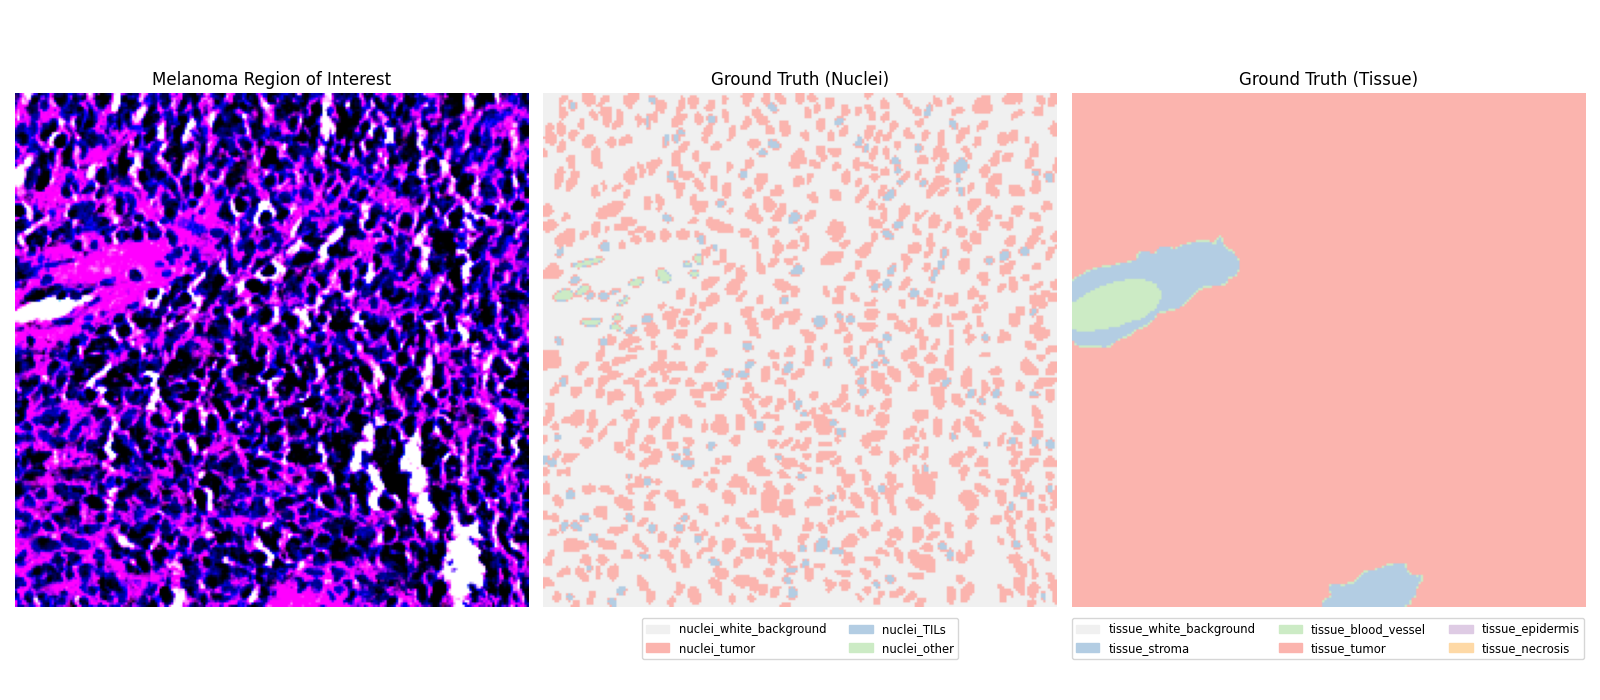 Melanoma Region of Interest
Ground Truth (Nuclei)
Ground Truth (Tissue)
nuclei_white_background
nuclei_tumor
nuclei_TILs
nuclei_other
tissue_white_background
tissue_stroma
tissue_blood_vessel
tissue_tumor
tissue_epidermis
tissue_necrosis